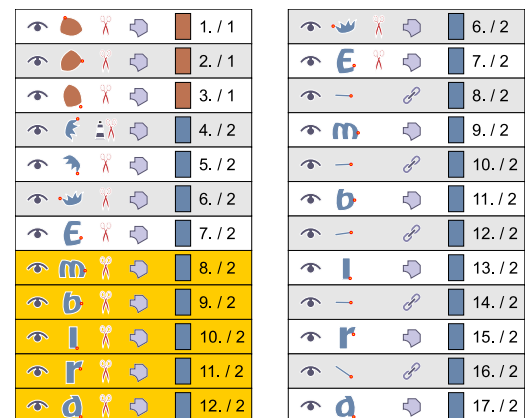 1. / 1
2. / 1
3. / 1
4. / 2
5. / 2
6. / 2
E 7. / 2
m 8. / 2
b 9. / 2
l 10. / 2
r 11. / 2
d 12. / 2
6. / 2
E 7. / 2
8. / 2
m 9. / 2
10. / 2
b 11. / 2
12. / 2
l 13. / 2
14. / 2
r 15. / 2
16. / 2
d 17. / 2